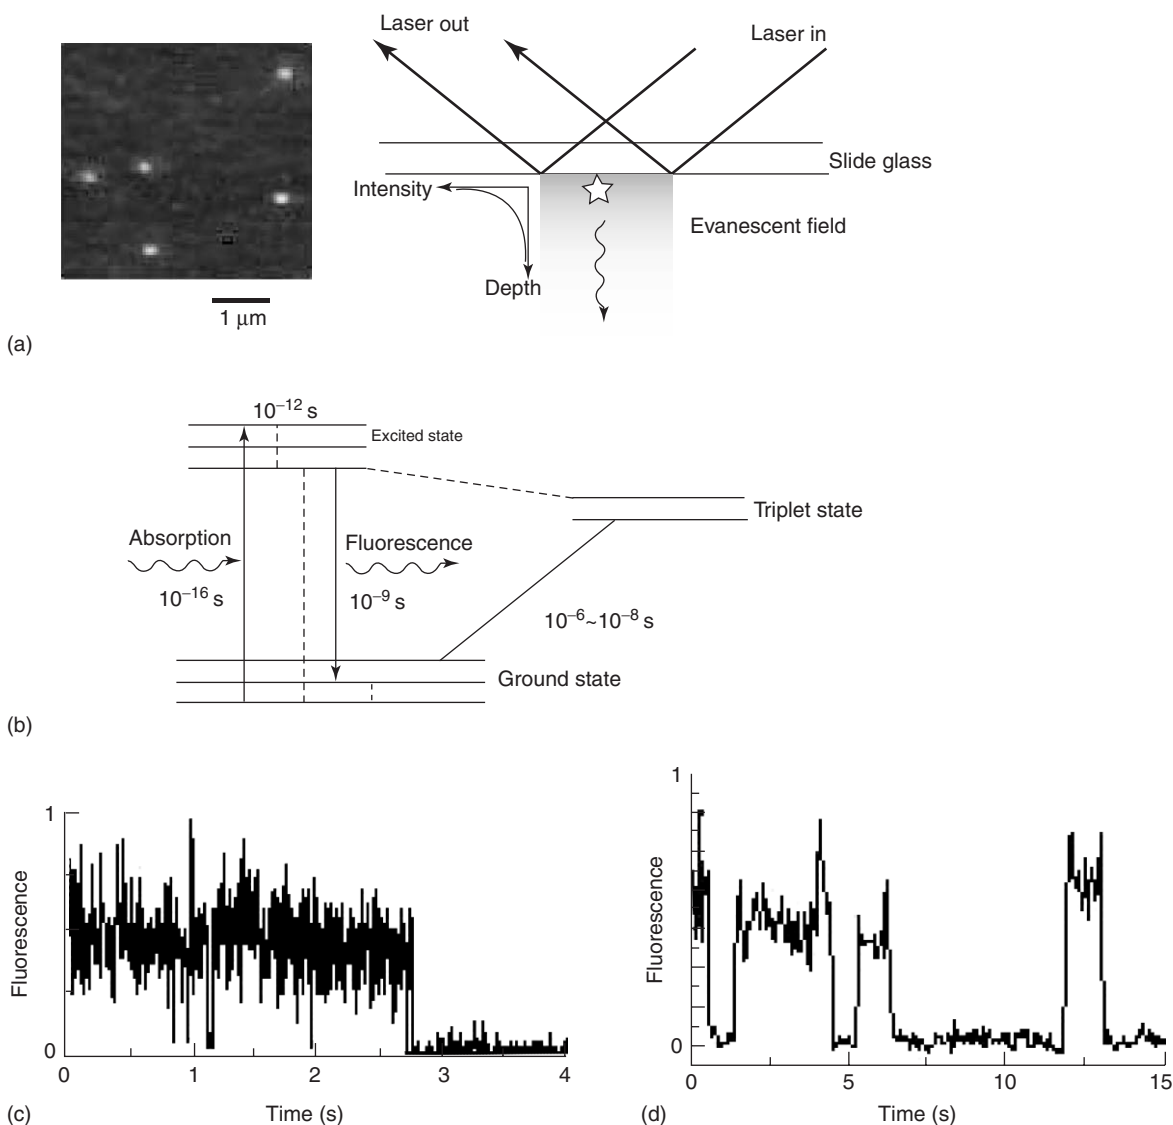 Laser out
Laser in
Slide glass
Intensity
Evanescent field
Depth
1 μm
(a)
10⁻¹² s
Excited state
Triplet state
Absorption
Fluorescence
10⁻¹⁶ s
10⁻⁹ s
10⁻⁶~10⁻⁸ s
Ground state
(b)
1
Fluorescence
0
0 1 2 3 4
Time (s)
(c)
1
Fluorescence
0
0 5 10 15
Time (s)
(d)